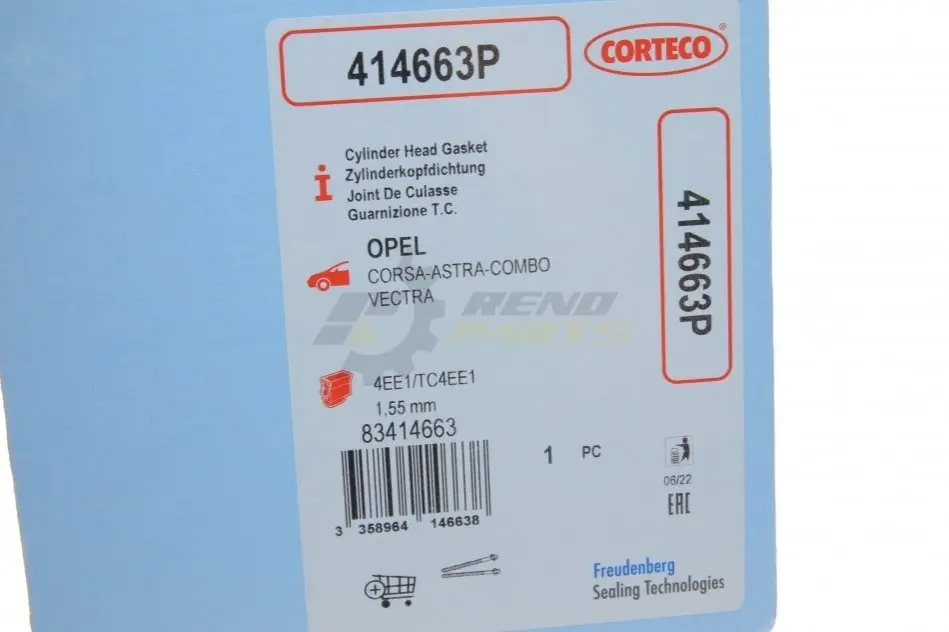 414663P
CORTECO®
Cylinder Head Gasket
Zylinderkopfdichtung
Joint De Culasse
Guarnizione T.C.
414663P
OPEL
CORSA-ASTRA-COMBO
VECTRA
RENO
PARTS
4EE1/TC4EE1
1,55 mm
83414663
3 358964 146638
1 PC
06/22
EAC
Freudenberg
Sealing Technologies